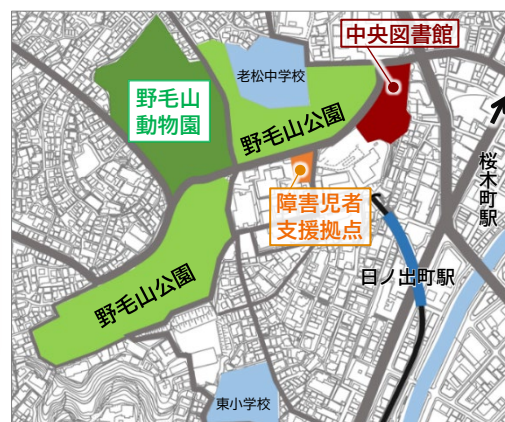 中央図書館
老松中学校
野毛山
動物園
野毛山公園
桜木町駅
障害児者
支援拠点
日ノ出町駅
野毛山公園
東小学校